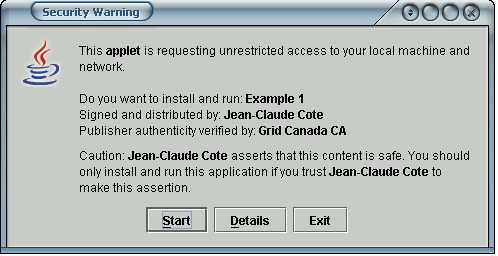 Security Warning
This applet is requesting unrestricted access to your local machine and
network.
Do you want to install and run: Example 1
Signed and distributed by: Jean-Claude Cote
Publisher authenticity verified by: Grid Canada CA
Caution: Jean-Claude Cote asserts that this content is safe. You should
only install and run this application if you trust Jean-Claude Cote to
make this assertion.
Start Details Exit